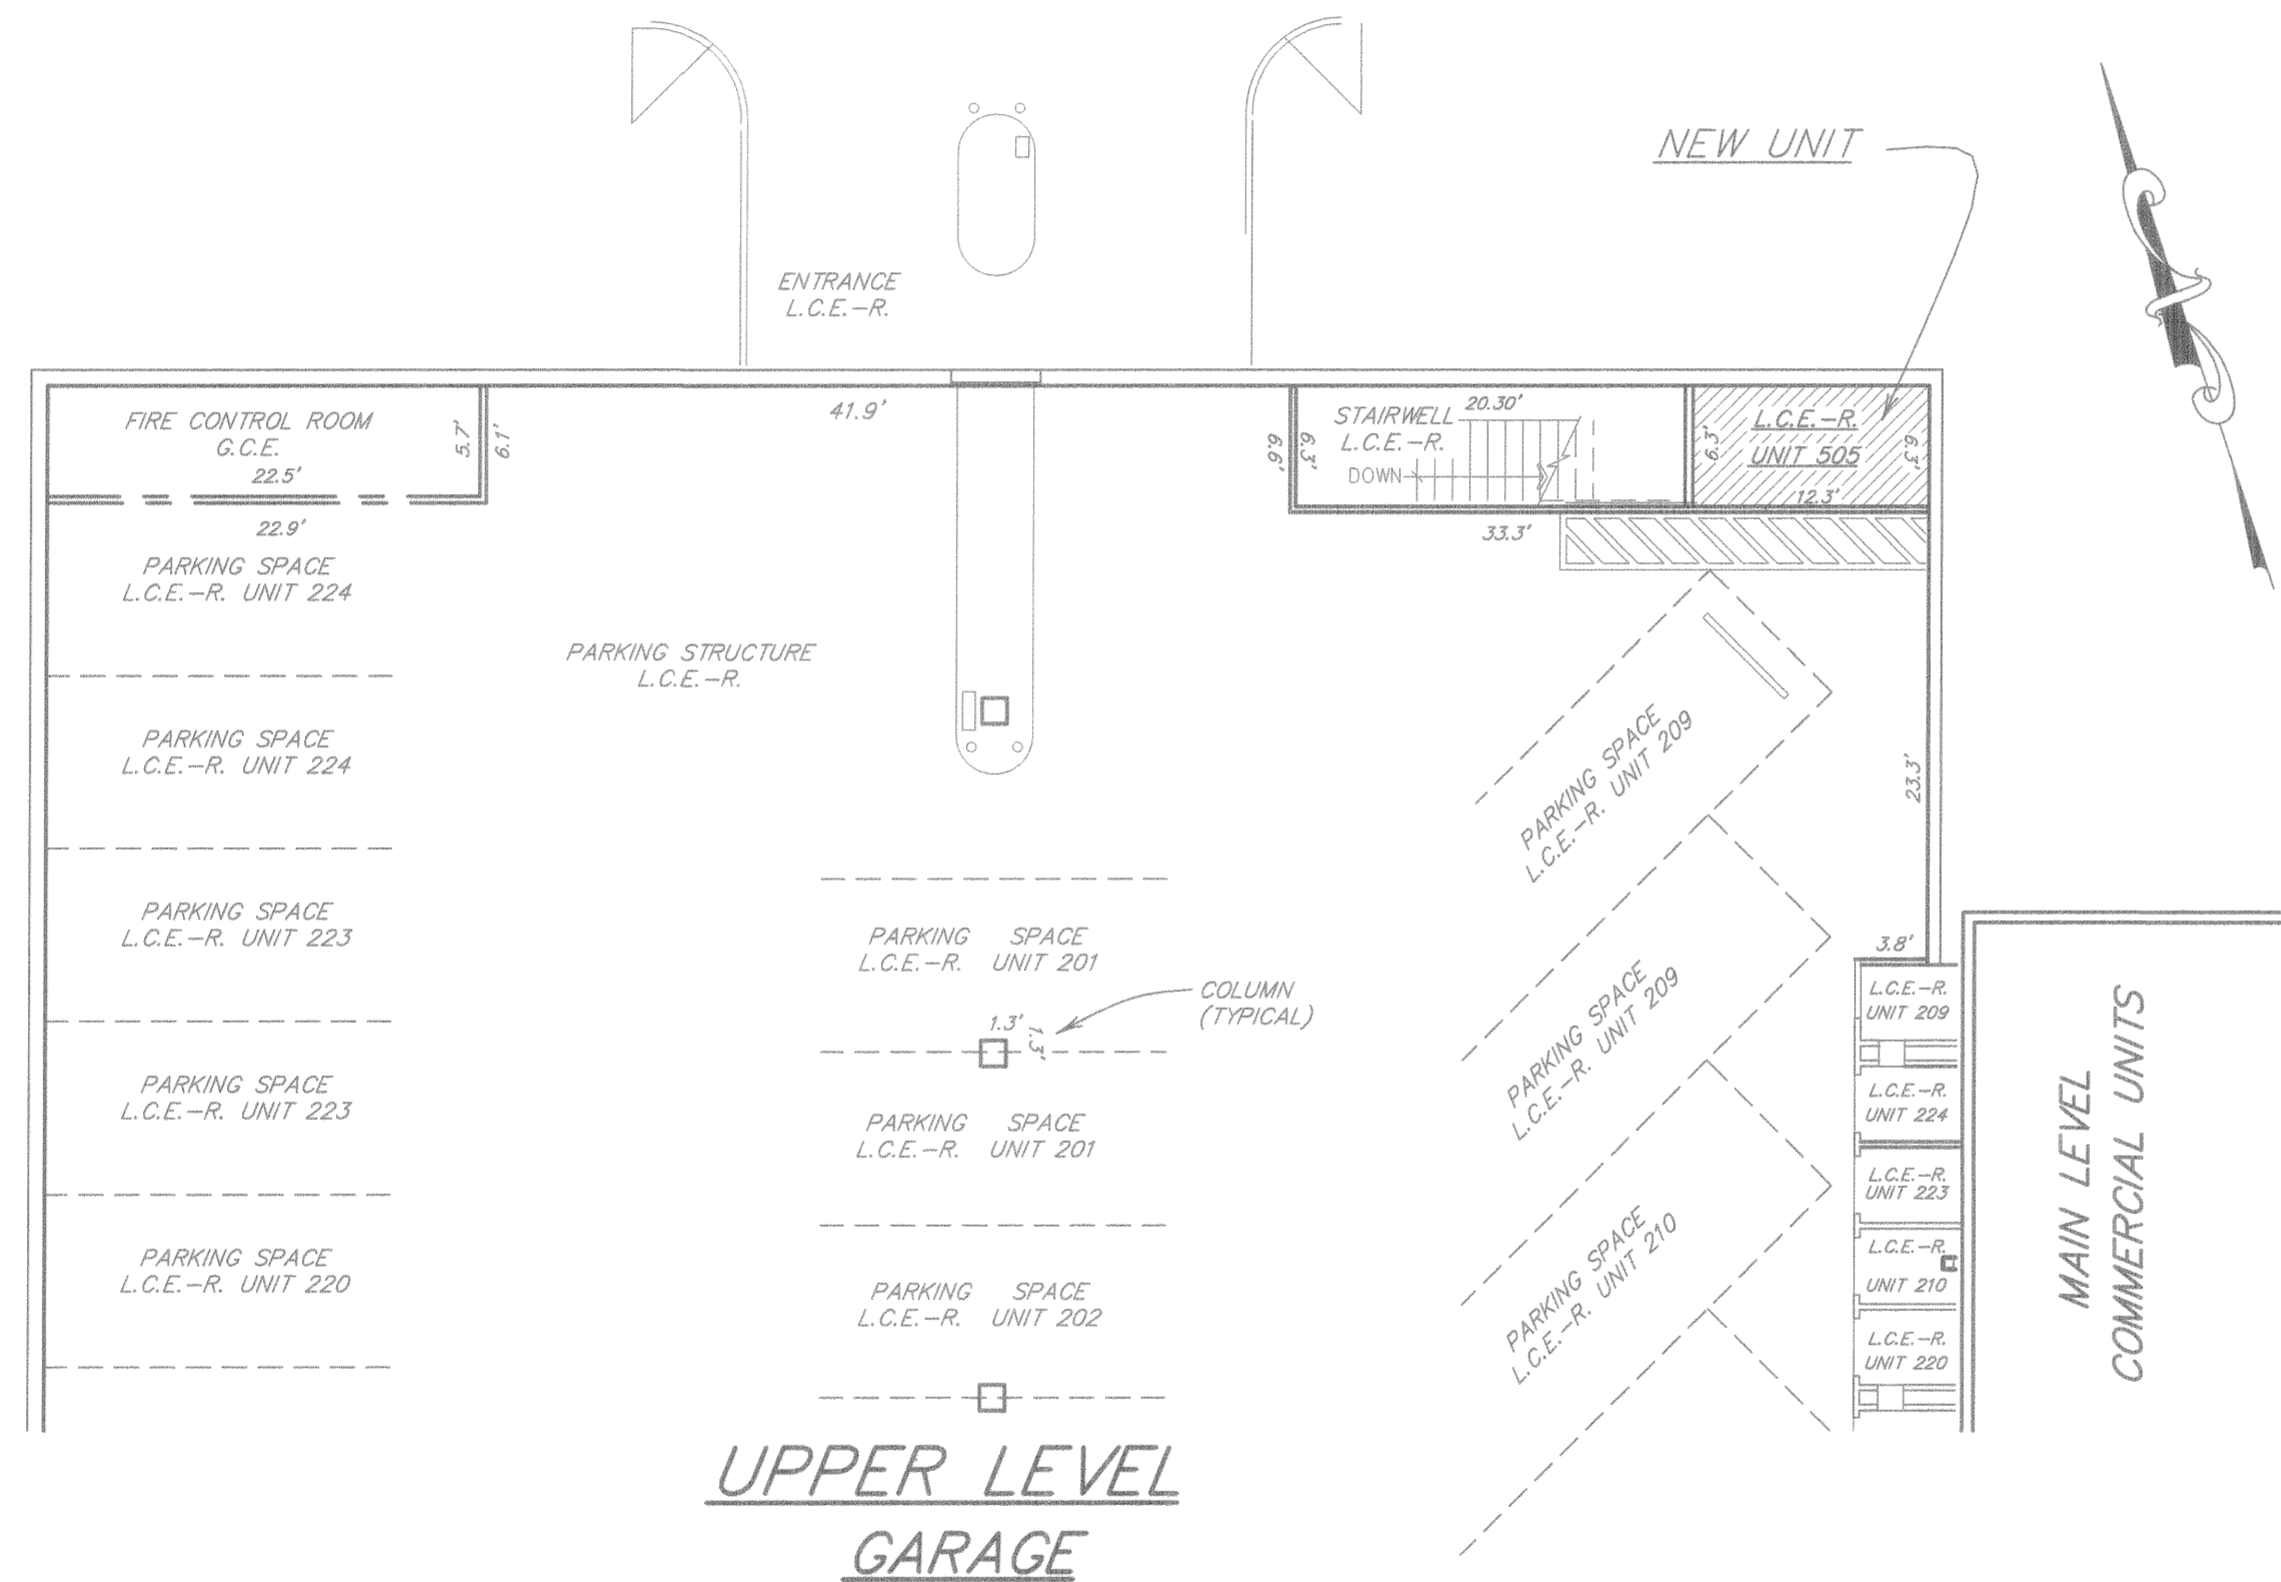 NEW UNIT
ENTRANCE
L.C.E.-R.
FIRE CONTROL ROOM
G.C.E.
22.5'
5.7'
6.1'
22.9'
41.9'
STAIRWELL
L.C.E.-R.
20.30'
DOWN
6.6'
6.3'
33.3'
L.C.E.-R.
UNIT 505
6.3'
6.3'
12.3'
PARKING SPACE
L.C.E.-R. UNIT 224
PARKING STRUCTURE
L.C.E.-R.
PARKING SPACE
L.C.E.-R. UNIT 224
PARKING SPACE
L.C.E.-R. UNIT 223
PARKING SPACE
L.C.E.-R. UNIT 223
PARKING SPACE
L.C.E.-R. UNIT 220
PARKING SPACE
L.C.E.-R. UNIT 201
COLUMN
(TYPICAL)
1.3'
1.3'
PARKING SPACE
L.C.E.-R. UNIT 201
PARKING SPACE
L.C.E.-R. UNIT 202
PARKING SPACE
L.C.E.-R. UNIT 209
PARKING SPACE
L.C.E.-R. UNIT 209
PARKING SPACE
L.C.E.-R. UNIT 210
23.3'
3.8'
L.C.E.-R.
UNIT 209
L.C.E.-R.
UNIT 224
L.C.E.-R.
UNIT 223
L.C.E.-R.
UNIT 210
L.C.E.-R.
UNIT 220
MAIN LEVEL
COMMERCIAL UNITS
UPPER LEVEL
GARAGE